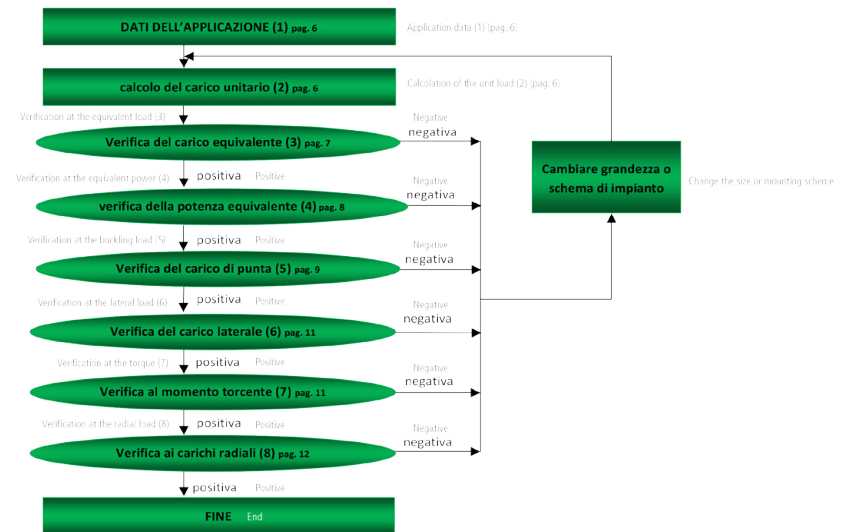 DATI DELL'APPLICAZIONE (1) pag. 6
Application data (1) (pag. 6)
calcolo del carico unitario (2) pag. 6
Calcolation of the unit load (2) (pag. 6)
Verification at the equivalent load (3)
Verifica del carico equivalente (3) pag. 7
Negative
negativa
Cambiare grandezza o
schema di impianto
Change the size or mounting scheme
Verification at the equivalent power (4)
positiva Positive
verifica della potenza equivalente (4) pag. 8
Negative
negativa
Verification at the buckling load (5)
positiva Positive
Verifica del carico di punta (5) pag. 9
Negative
negativa
Verification at the lateral load (6)
positiva Positive
Verifica del carico laterale (6) pag. 11
Negative
negativa
Verification at the torque (7)
positiva Positive
Verifica al momento torcente (7) pag. 11
Negative
negativa
Verification at the radial load (8)
positiva Positive
Verifica ai carichi radiali (8) pag. 12
Negative
negativa
positiva Positive
FINE End